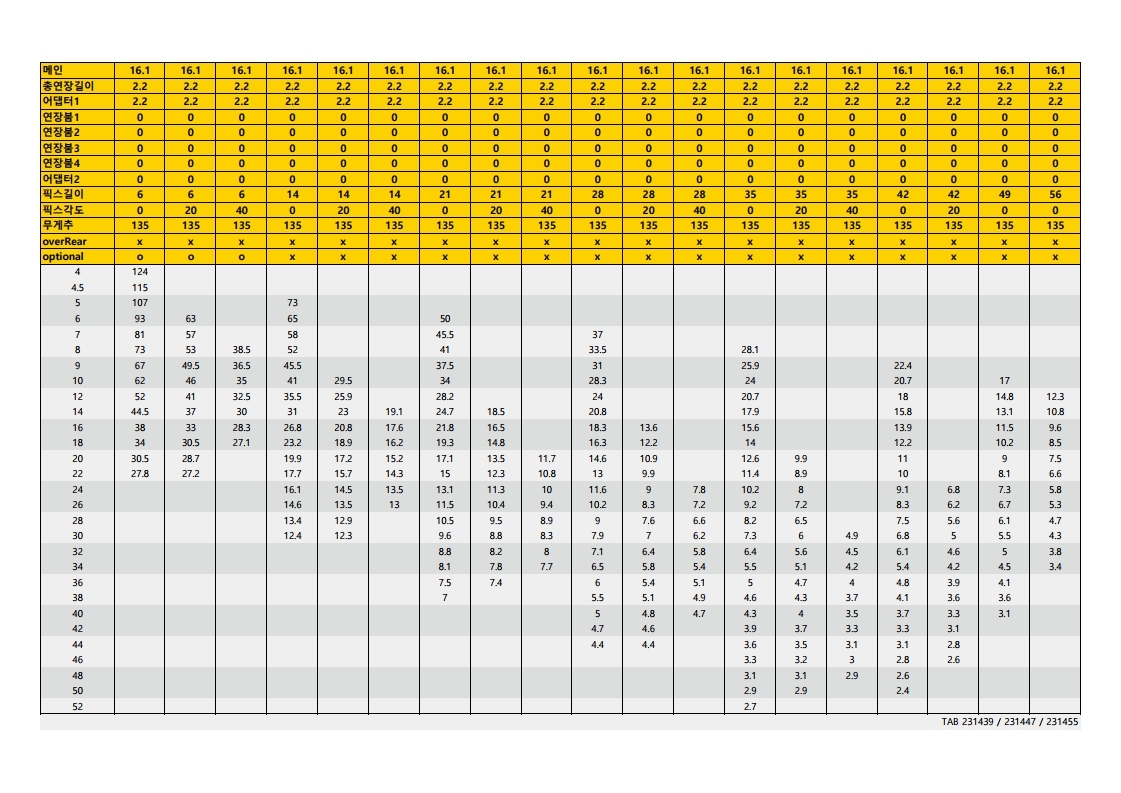 메인 16.1 16.1 16.1 16.1 16.1 16.1 16.1 16.1 16.1 16.1 16.1 16.1 16.1 16.1 16.1 16.1 16.1 16.1 16.1
총연장길이 2.2 2.2 2.2 2.2 2.2 2.2 2.2 2.2 2.2 2.2 2.2 2.2 2.2 2.2 2.2 2.2 2.2 2.2 2.2
어댑터1 2.2 2.2 2.2 2.2 2.2 2.2 2.2 2.2 2.2 2.2 2.2 2.2 2.2 2.2 2.2 2.2 2.2 2.2 2.2
연장붐1 0 0 0 0 0 0 0 0 0 0 0 0 0 0 0 0 0 0 0
연장붐2 0 0 0 0 0 0 0 0 0 0 0 0 0 0 0 0 0 0 0
연장붐3 0 0 0 0 0 0 0 0 0 0 0 0 0 0 0 0 0 0 0
연장붐4 0 0 0 0 0 0 0 0 0 0 0 0 0 0 0 0 0 0 0
어댑터2 0 0 0 0 0 0 0 0 0 0 0 0 0 0 0 0 0 0 0
픽스길이 6 6 6 14 14 14 21 21 21 28 28 28 35 35 35 42 42 49 56
픽스각도 0 20 40 0 20 40 0 20 40 0 20 40 0 20 40 0 20 0 0
무게추 135 135 135 135 135 135 135 135 135 135 135 135 135 135 135 135 135 135 135
overRear x x x x x x x x x x x x x x x x x x x
optional o o o x x x x x x x x x x x x x x x x
4 124
4.5 115
5 107 73
6 93 63 65 50
7 81 57 58 45.5 37
8 73 53 38.5 52 41 33.5 28.1
9 67 49.5 36.5 45.5 37.5 31 25.9 22.4
10 62 46 35 41 29.5 34 28.3 24 20.7 17
12 52 41 32.5 35.5 25.9 28.2 24 20.7 18 14.8 12.3
14 44.5 37 30 31 23 19.1 24.7 18.5 20.8 17.9 15.8 13.1 10.8
16 38 33 28.3 26.8 20.8 17.6 21.8 16.5 18.3 13.6 15.6 13.9 11.5 9.6
18 34 30.5 27.1 23.2 18.9 16.2 19.3 14.8 16.3 12.2 14 12.2 10.2 8.5
20 30.5 28.7 19.9 17.2 15.2 17.1 13.5 11.7 14.6 10.9 12.6 9.9 11 9 7.5
22 27.8 27.2 17.7 15.7 14.3 15 12.3 10.8 13 9.9 11.4 8.9 10 8.1 6.6
24 16.1 14.5 13.5 13.1 11.3 10 11.6 9 7.8 10.2 8 9.1 6.8 7.3 5.8
26 14.6 13.5 13 11.5 10.4 9.4 10.2 8.3 7.2 9.2 7.2 8.3 6.2 6.7 5.3
28 13.4 12.9 10.5 9.5 8.9 9 7.6 6.6 8.2 6.5 7.5 5.6 6.1 4.7
30 12.4 12.3 9.6 8.8 8.3 7.9 7 6.2 7.3 6 4.9 6.8 5 5.5 4.3
32 8.8 8.2 8 7.1 6.4 5.8 6.4 5.6 4.5 6.1 4.6 5 3.8
34 8.1 7.8 7.7 6.5 5.8 5.4 5.5 5.1 4.2 5.4 4.2 4.5 3.4
36 7.5 7.4 6 5.4 5.1 5 4.7 4 4.8 3.9 4.1
38 7 5.5 5.1 4.9 4.6 4.3 3.7 4.1 3.6 3.6
40 5 4.8 4.7 4.3 4 3.5 3.7 3.3 3.1
42 4.7 4.6 3.9 3.7 3.3 3.3 3.1
44 4.4 4.4 3.6 3.5 3.1 3.1 2.8
46 3.3 3.2 3 2.8 2.6
48 3.1 3.1 2.9 2.6
50 2.9 2.9 2.4
52 2.7
TAB 231439 / 231447 / 231455